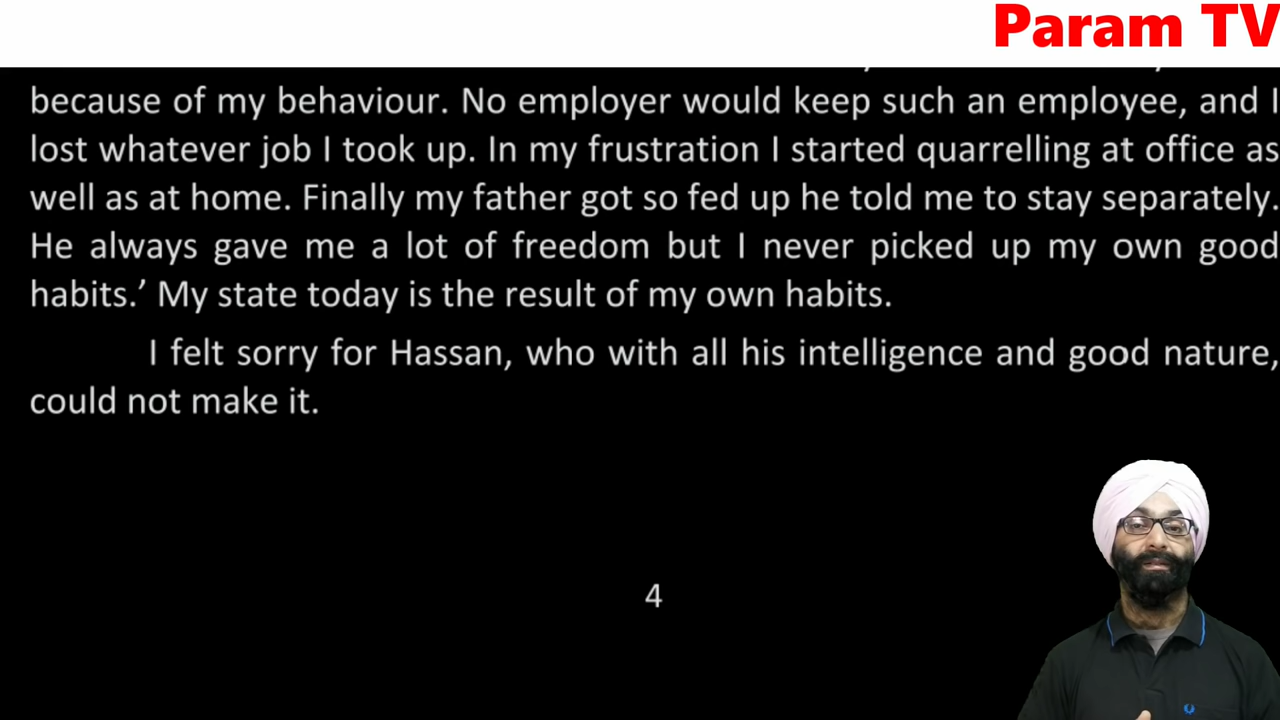 Param TV
because of my behaviour. No employer would keep such an employee, and I
lost whatever job I took up. In my frustration I started quarrelling at office as
well as at home. Finally my father got so fed up he told me to stay separately.
He always gave me a lot of freedom but I never picked up my own good
habits.’ My state today is the result of my own habits.
I felt sorry for Hassan, who with all his intelligence and good nature,
could not make it.
4